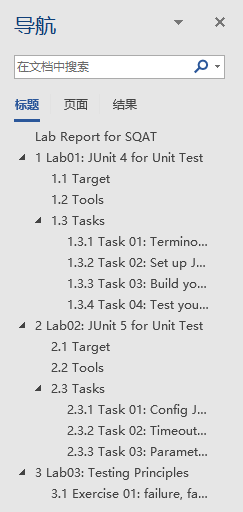 导航
在文档中搜索
标题 页面 结果
Lab Report for SQAT
1 Lab01: JUnit 4 for Unit Test
1.1 Target
1.2 Tools
1.3 Tasks
1.3.1 Task 01: Termino...
1.3.2 Task 02: Set up J...
1.3.3 Task 03: Build yo...
1.3.4 Task 04: Test you...
2 Lab02: JUnit 5 for Unit Test
2.1 Target
2.2 Tools
2.3 Tasks
2.3.1 Task 01: Config J...
2.3.2 Task 02: Timeout...
2.3.3 Task 03: Paramet...
3 Lab03: Testing Principles
3.1 Exercise 01: failure, fa...